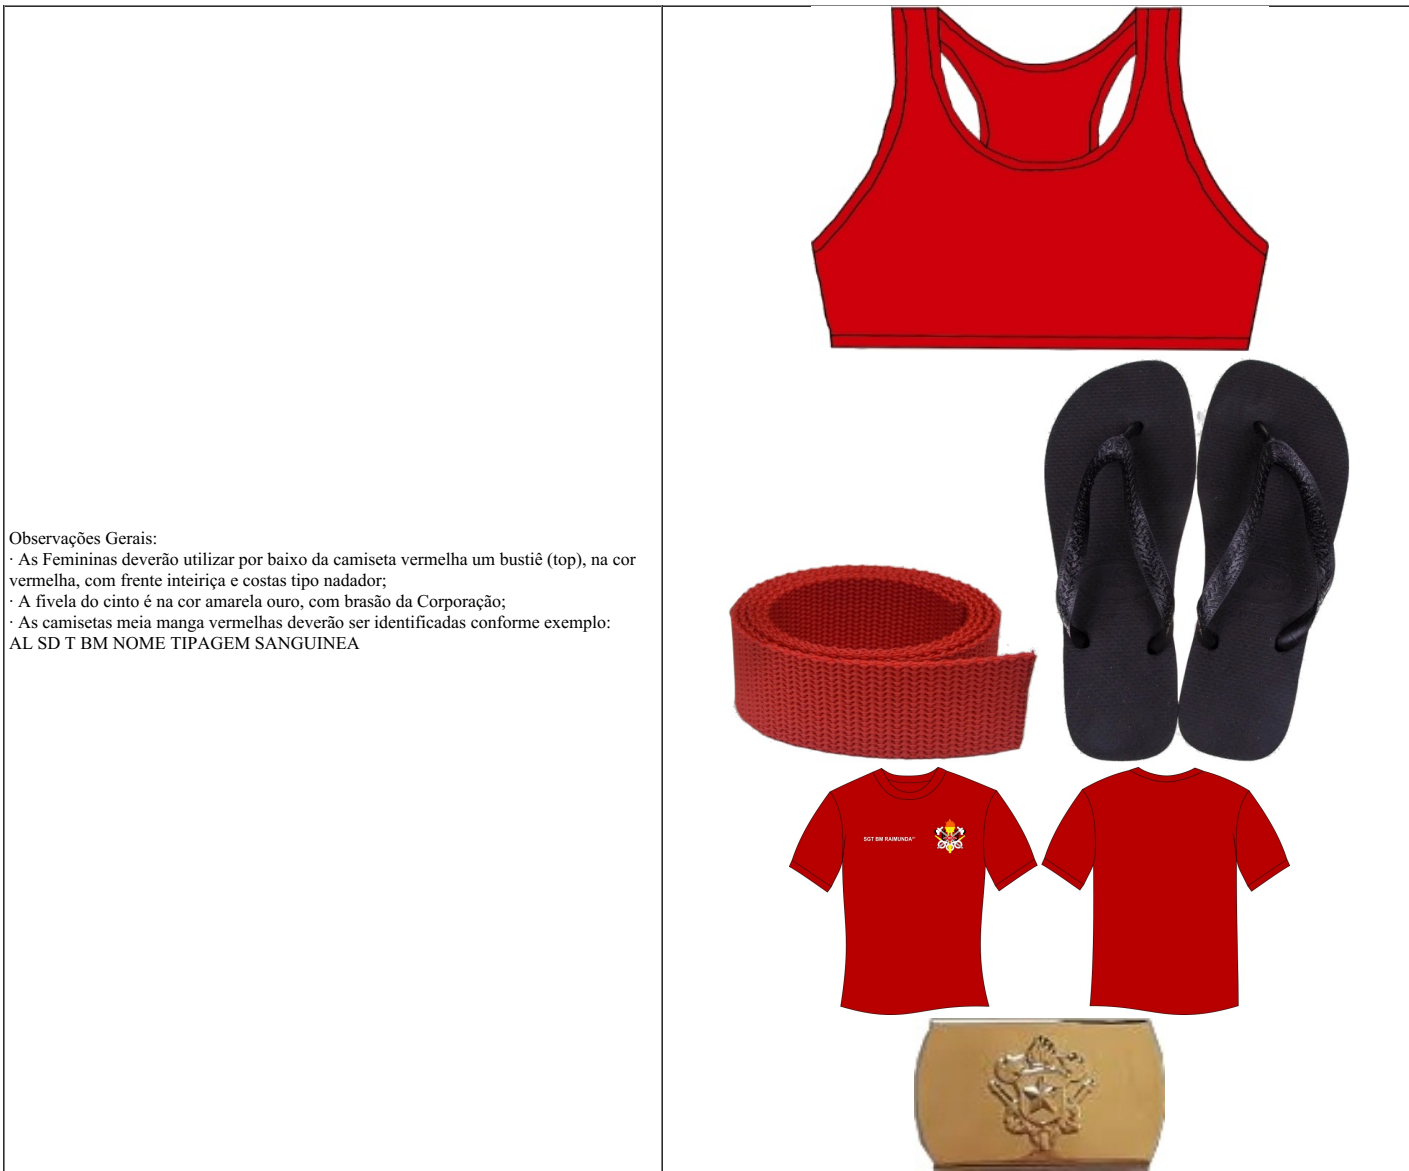 Observações Gerais:
· As Femininas deverão utilizar por baixo da camiseta vermelha um bustiê (top), na cor
vermelha, com frente inteiriça e costas tipo nadador;
· A fivela do cinto é na cor amarela ouro, com brasão da Corporação;
· As camisetas meia manga vermelhas deverão ser identificadas conforme exemplo:
AL SD T BM NOME TIPAGEM SANGUINEA
SGT BM RAIMUNDA